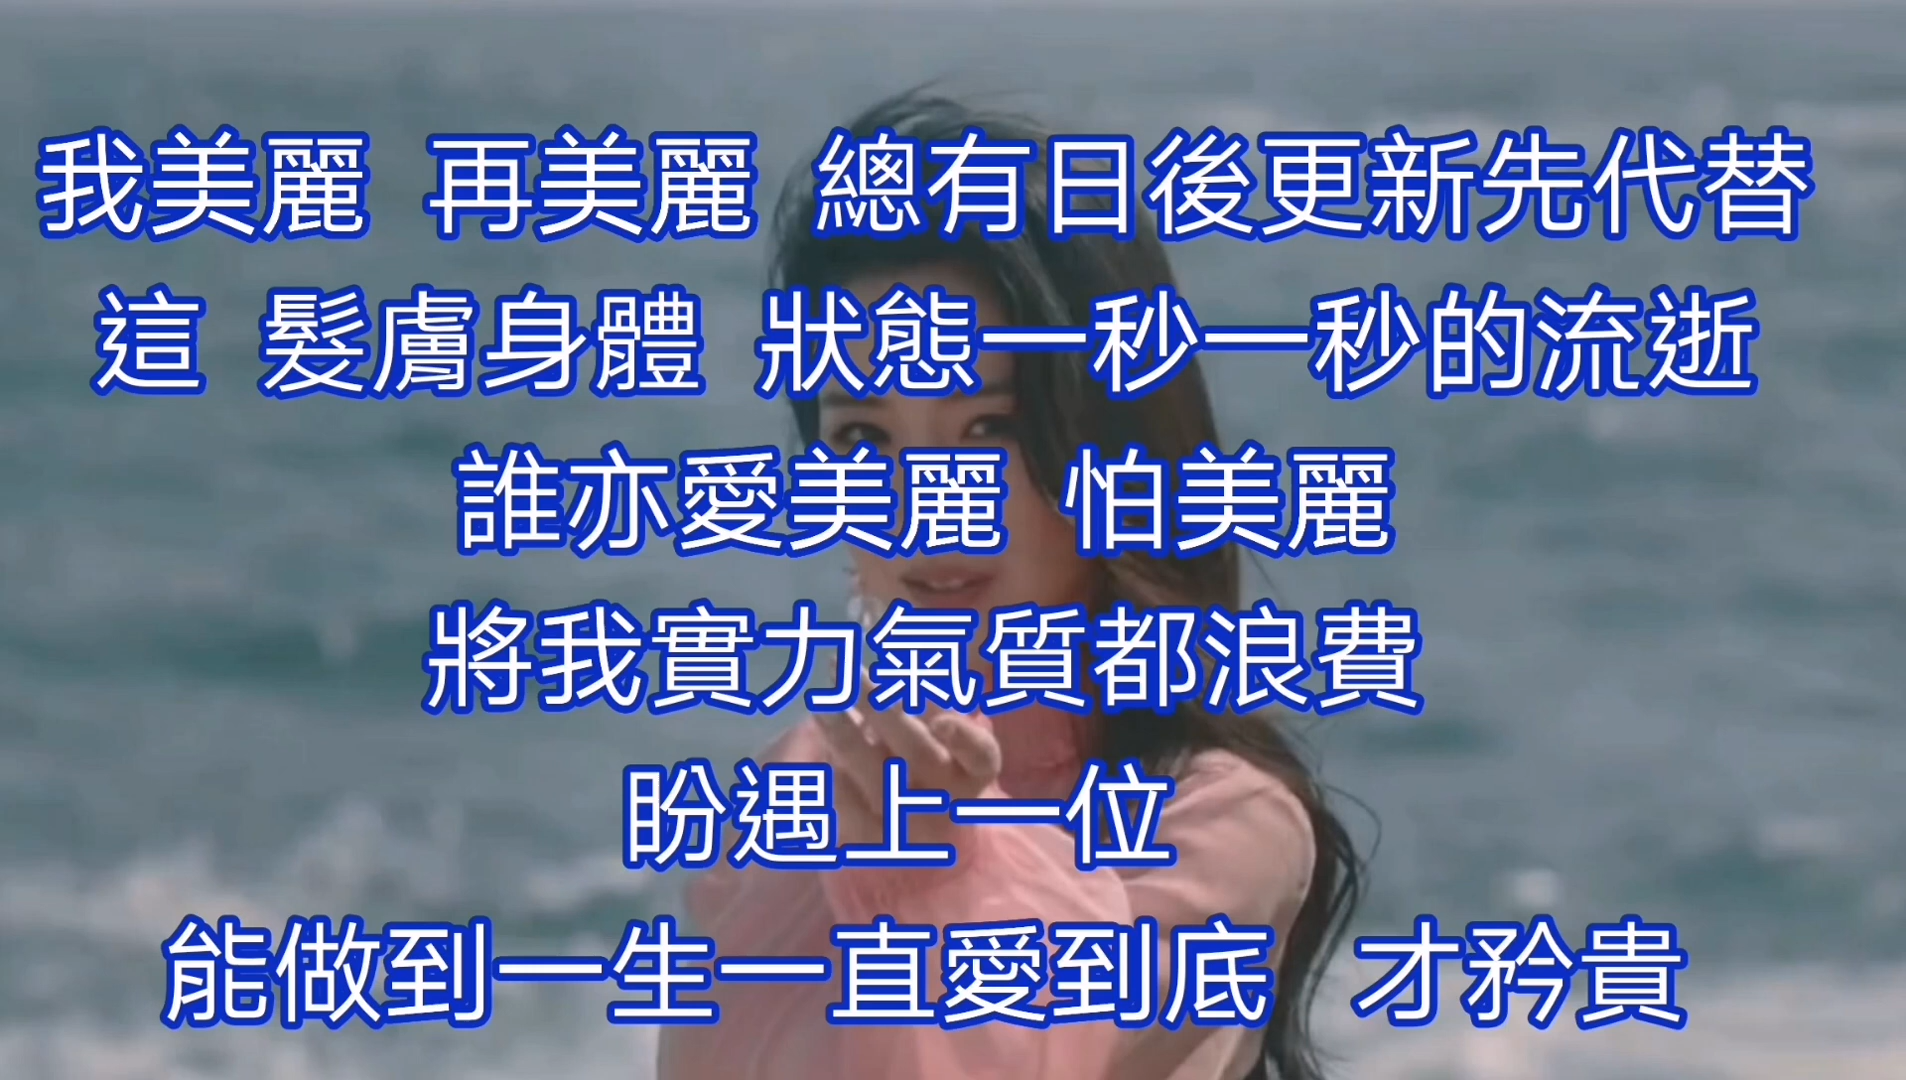 我美麗 再美麗 總有日後更新先代替
這 髮膚身體 狀態一秒一秒的流逝
誰亦愛美麗 怕美麗
將我實力氣質都浪費
盼遇上一位
能做到一生一直愛到底 才矜貴